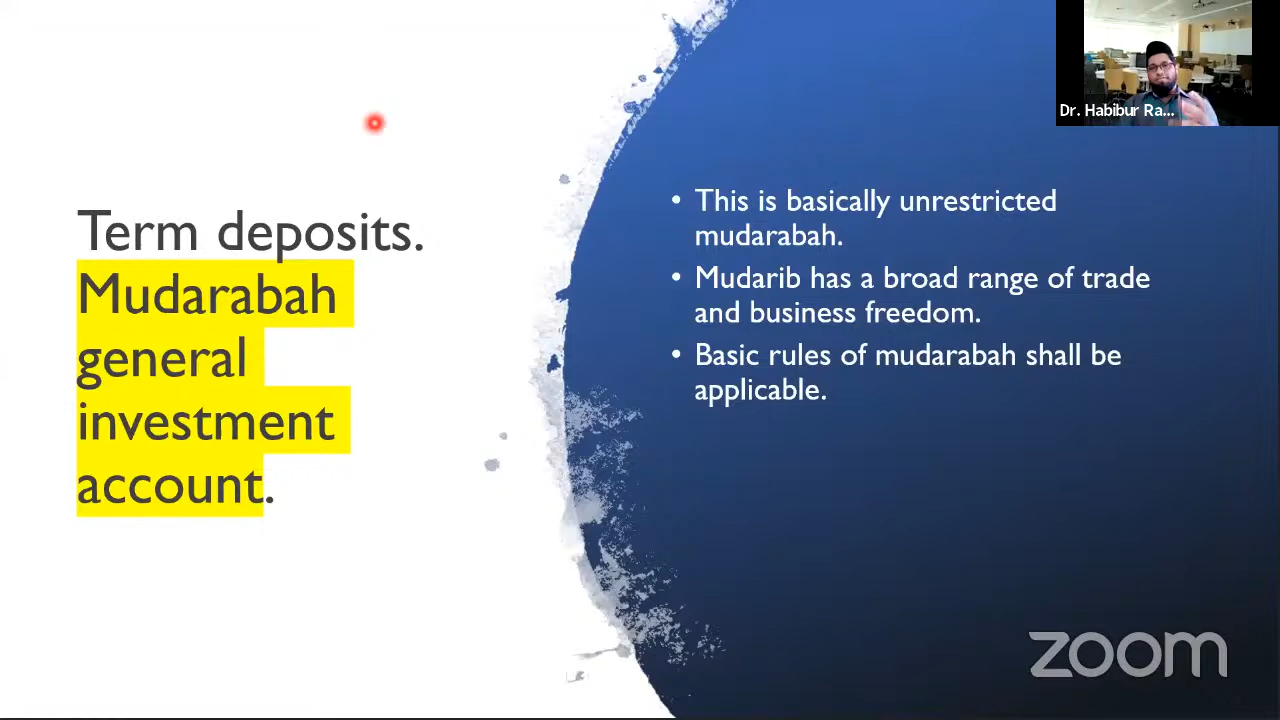 Term deposits.
Mudarabah
general
investment
account.
• This is basically unrestricted
mudarabah.
• Mudarib has a broad range of trade
and business freedom.
• Basic rules of mudarabah shall be
applicable.
Dr. Habibur Ra...
zoom